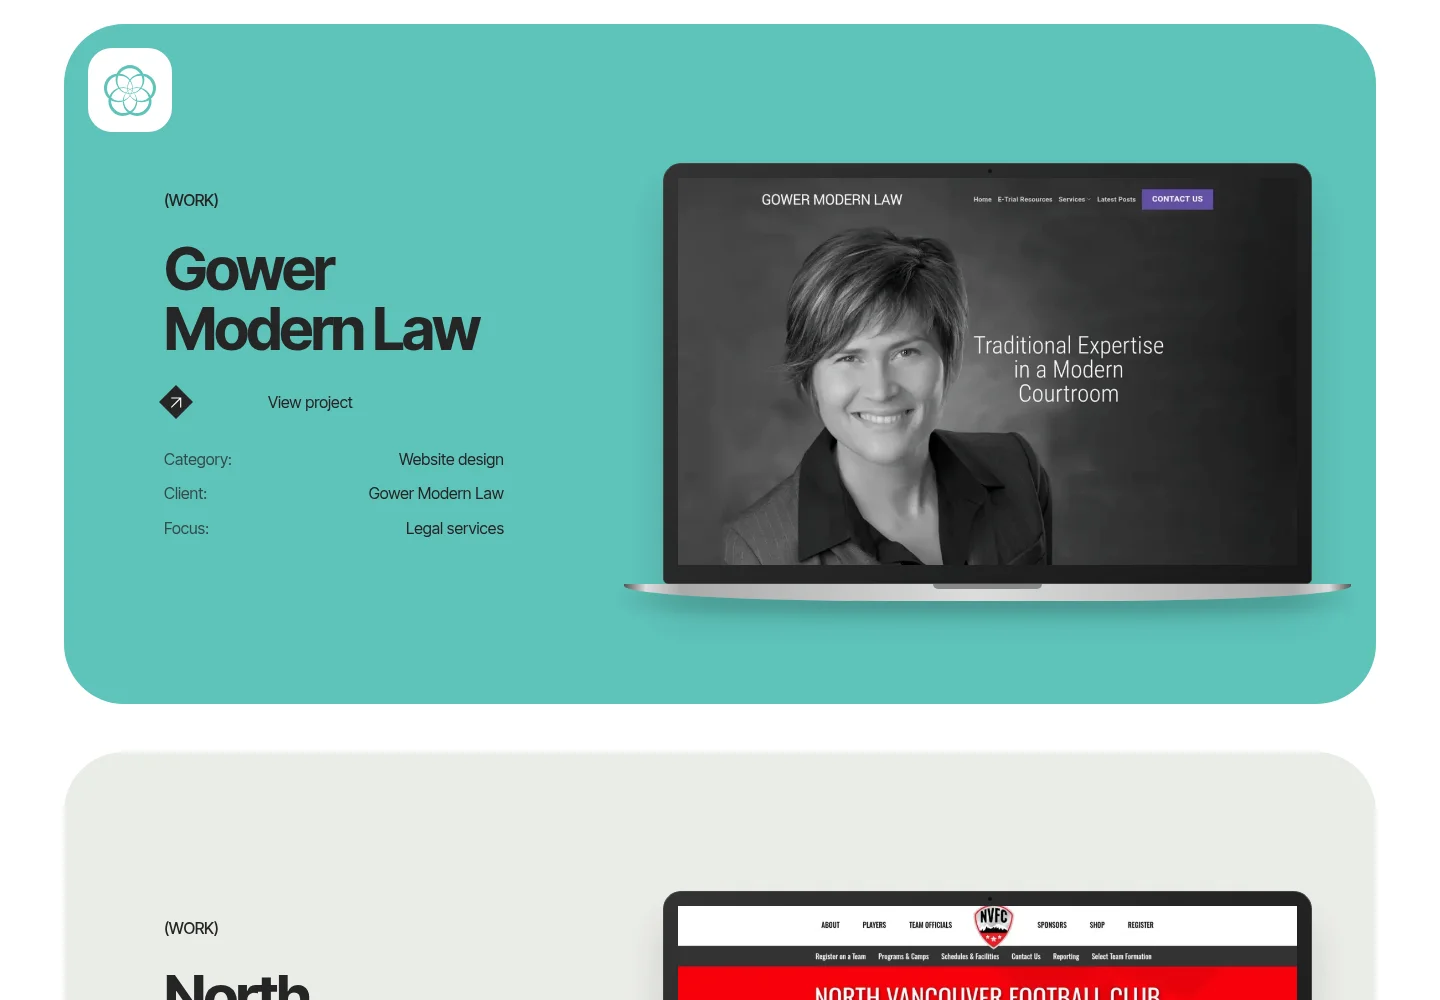 (WORK)
Gower
Modern Law
View project
Category: Website design
Client: Gower Modern Law
Focus: Legal services
GOWER MODERN LAW
Home E-Trial Resources Services Latest Posts CONTACT US
Traditional Expertise
in a Modern
Courtroom
(WORK)
North
ABOUT PLAYERS TEAM OFFICIALS NVFC SPONSORS SHOP REGISTER
Register on a Team Programs & Camps Schedules & Facilities Contact Us Reporting Select Team Formation
NORTH VANCOUVER FOOTBALL CLUB